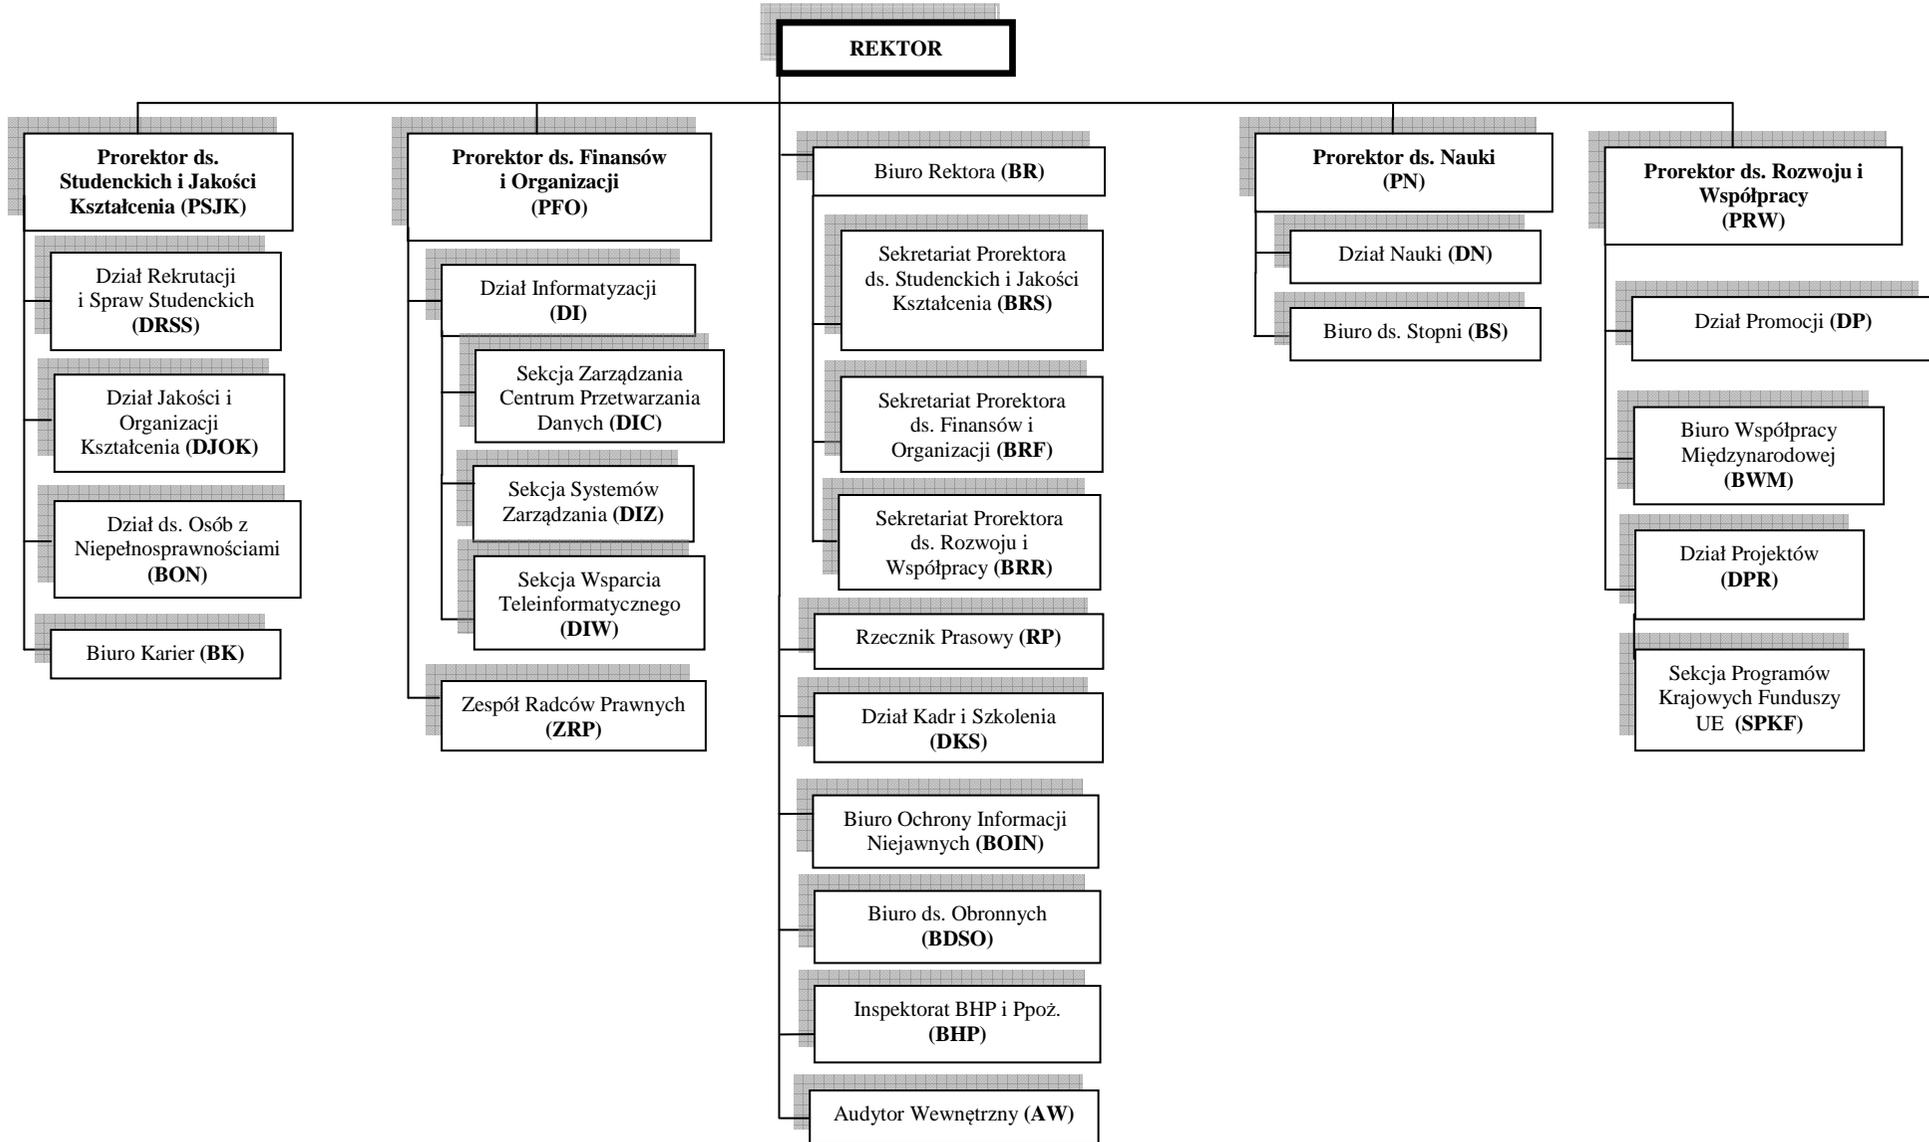 REKTOR
Prorektor ds.
Studenckich i Jakości
Kształcenia (PSJK)
Dział Rekrutacji
i Spraw Studenckich
(DRSS)
Dział Jakości i
Organizacji
Kształcenia (DJOK)
Dział ds. Osób z
Niepełnosprawnościami
(BON)
Biuro Karier (BK)
Prorektor ds. Finansów
i Organizacji
(PFO)
Dział Informatyzacji
(DI)
Sekcja Zarządzania
Centrum Przetwarzania
Danych (DIC)
Sekcja Systemów
Zarządzania (DIZ)
Sekcja Wsparcia
Teleinformatycznego
(DIW)
Zespół Radców Prawnych
(ZRP)
Biuro Rektora (BR)
Sekretariat Prorektora
ds. Studenckich i Jakości
Kształcenia (BRS)
Sekretariat Prorektora
ds. Finansów i
Organizacji (BRF)
Sekretariat Prorektora
ds. Rozwoju i
Współpracy (BRR)
Rzecznik Prasowy (RP)
Dział Kadr i Szkolenia
(DKS)
Biuro Ochrony Informacji
Niejawnych (BOIN)
Biuro ds. Obronnych
(BDSO)
Inspektorat BHP i Ppoż.
(BHP)
Audytor Wewnętrzny (AW)
Prorektor ds. Nauki
(PN)
Dział Nauki (DN)
Biuro ds. Stopni (BS)
Prorektor ds. Rozwoju i
Współpracy
(PRW)
Dział Promocji (DP)
Biuro Współpracy
Międzynarodowej
(BWM)
Dział Projektów
(DPR)
Sekcja Programów
Krajowych Funduszy
UE (SPKF)